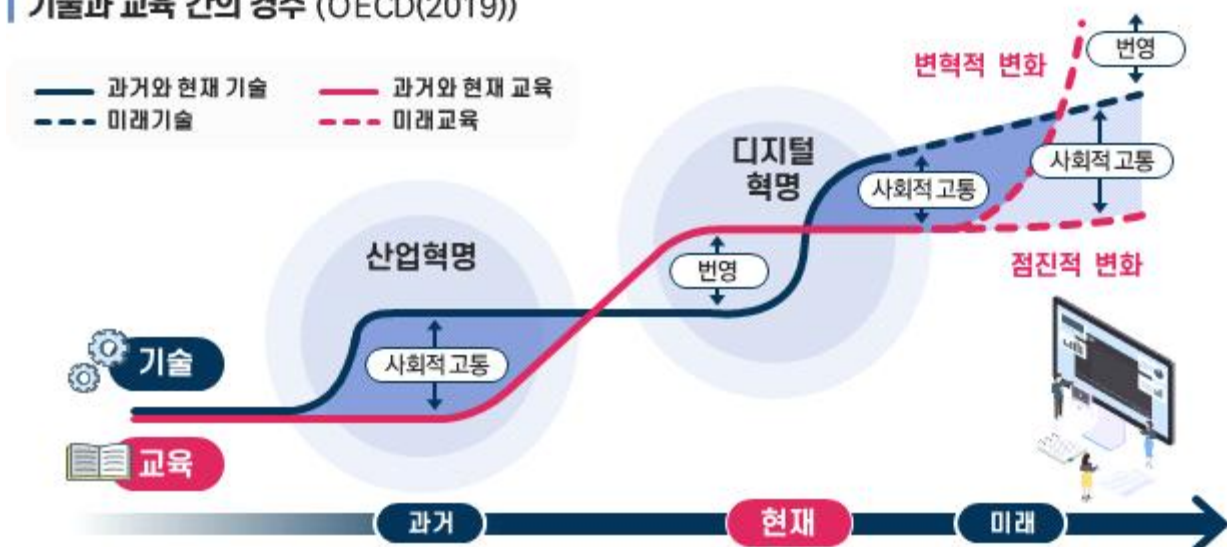 기술과 교육 간의 경주 (OECD(2019))
과거와 현재 기술
과거와 현재 교육
미래기술
미래교육
변혁적 변화
번영
디지털
혁명
사회적 고통
사회적 고통
산업혁명
번영
점진적 변화
기술
사회적 고통
교육
과거
현재
미래